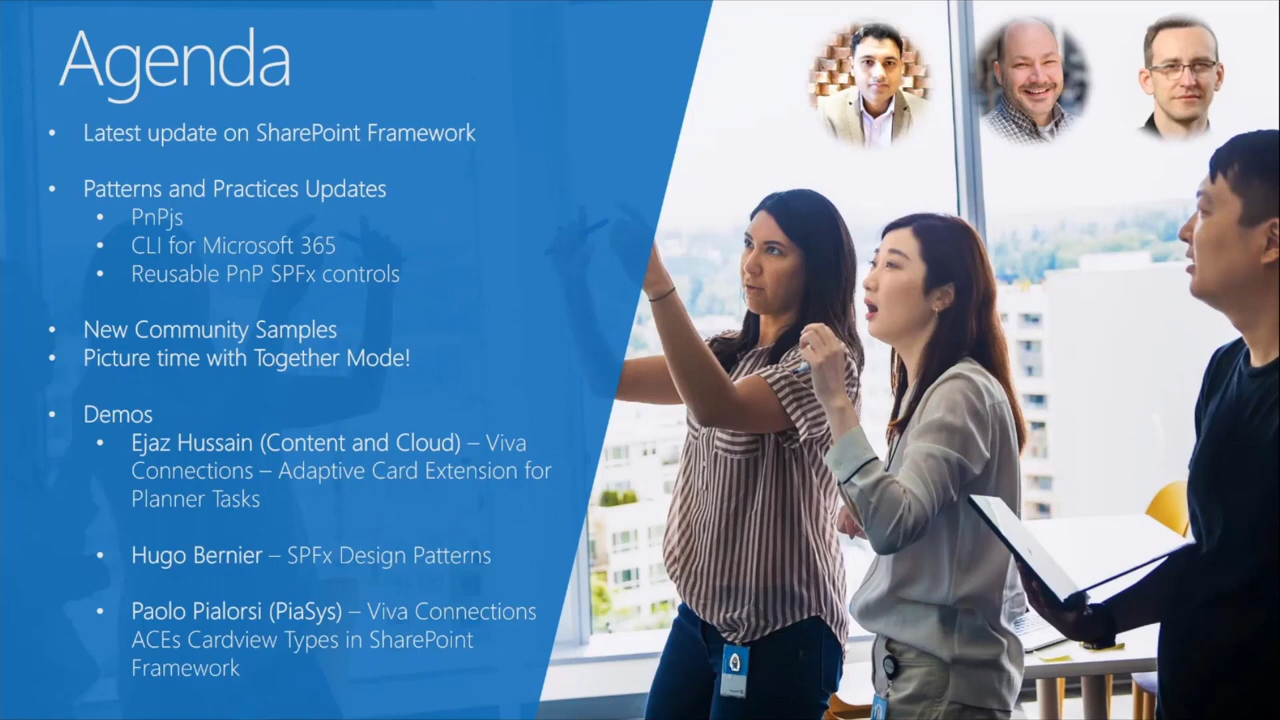 Agenda
• Latest update on SharePoint Framework
• Patterns and Practices Updates
• PnPjs
• CLI for Microsoft 365
• Reusable PnP SPFx controls
• New Community Samples
• Picture time with Together Mode!
• Demos
• Ejaz Hussain (Content and Cloud) – Viva
Connections – Adaptive Card Extension for
Planner Tasks
• Hugo Bernier – SPFx Design Patterns
• Paolo Pialorsi (PiaSys) – Viva Connections
ACEs Cardview Types in SharePoint
Framework